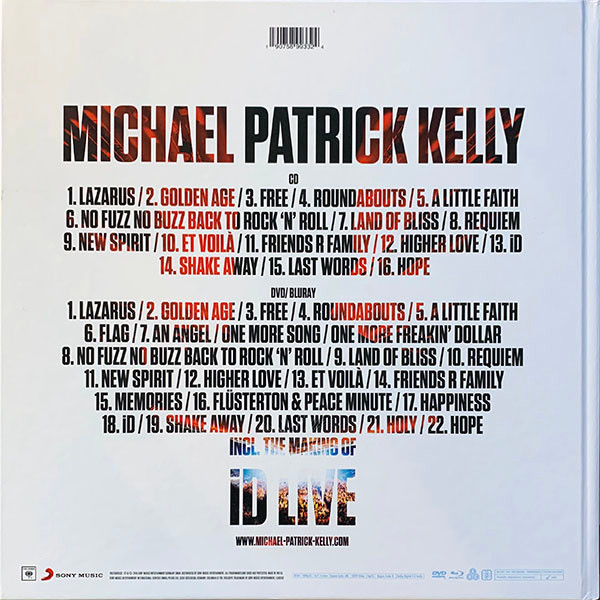 1 90758 99332 4
MICHAEL PATRICK KELLY
CD
1. LAZARUS / 2. GOLDEN AGE / 3. FREE / 4. ROUNDABOUTS / 5. A LITTLE FAITH
6. NO FUZZ NO BUZZ BACK TO ROCK 'N' ROLL / 7. LAND OF BLISS / 8. REQUIEM
9. NEW SPIRIT / 10. ET VOILÀ / 11. FRIENDS R FAMILY / 12. HIGHER LOVE / 13. iD
14. SHAKE AWAY / 15. LAST WORDS / 16. HOPE
DVD/BLURAY
1. LAZARUS / 2. GOLDEN AGE / 3. FREE / 4. ROUNDABOUTS / 5. A LITTLE FAITH
6. FLAG / 7. AN ANGEL / ONE MORE SONG / ONE MORE FREAKIN' DOLLAR
8. NO FUZZ NO BUZZ BACK TO ROCK 'N' ROLL / 9. LAND OF BLISS / 10. REQUIEM
11. NEW SPIRIT / 12. HIGHER LOVE / 13. ET VOILÀ / 14. FRIENDS R FAMILY
15. MEMORIES / 16. FLÜSTERTON & PEACE MINUTE / 17. HAPPINESS
18. iD / 19. SHAKE AWAY / 20. LAST WORDS / 21. HOLY / 22. HOPE
INCL. THE MAKING OF
iD LIVE
WWW.MICHAEL-PATRICK-KELLY.COM
SONY MUSIC
DVD